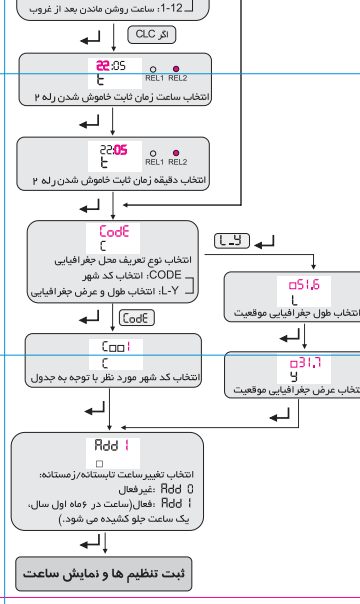 1-12: ساعت روشن ماندن بعد از غروب
اگر CLC
22:05
t
REL1 REL2
انتخاب ساعت زمان ثابت خاموش شدن رله ۲
22:05
t
REL1 REL2
انتخاب دقیقه زمان ثابت خاموش شدن رله ۲
CodE
C
انتخاب نوع تعریف محل جغرافیایی
CODE: انتخاب کد شهر
L-Y: انتخاب طول و عرض جغرافیایی
L-Y
51,6
L
انتخاب طول جغرافیایی موقعیت
CodE
Coo1
C
انتخاب کد شهر مورد نظر با توجه به جدول
31,7
y
انتخاب عرض جغرافیایی موقعیت
Add 1
انتخاب تغییرساعت تابستانه/زمستانه:
Add 0 :غیرفعال
Add 1 :فعال(ساعت در ۶ماه اول سال،
یک ساعت جلو کشیده می شود.)
ثبت تنظیم ها و نمایش ساعت